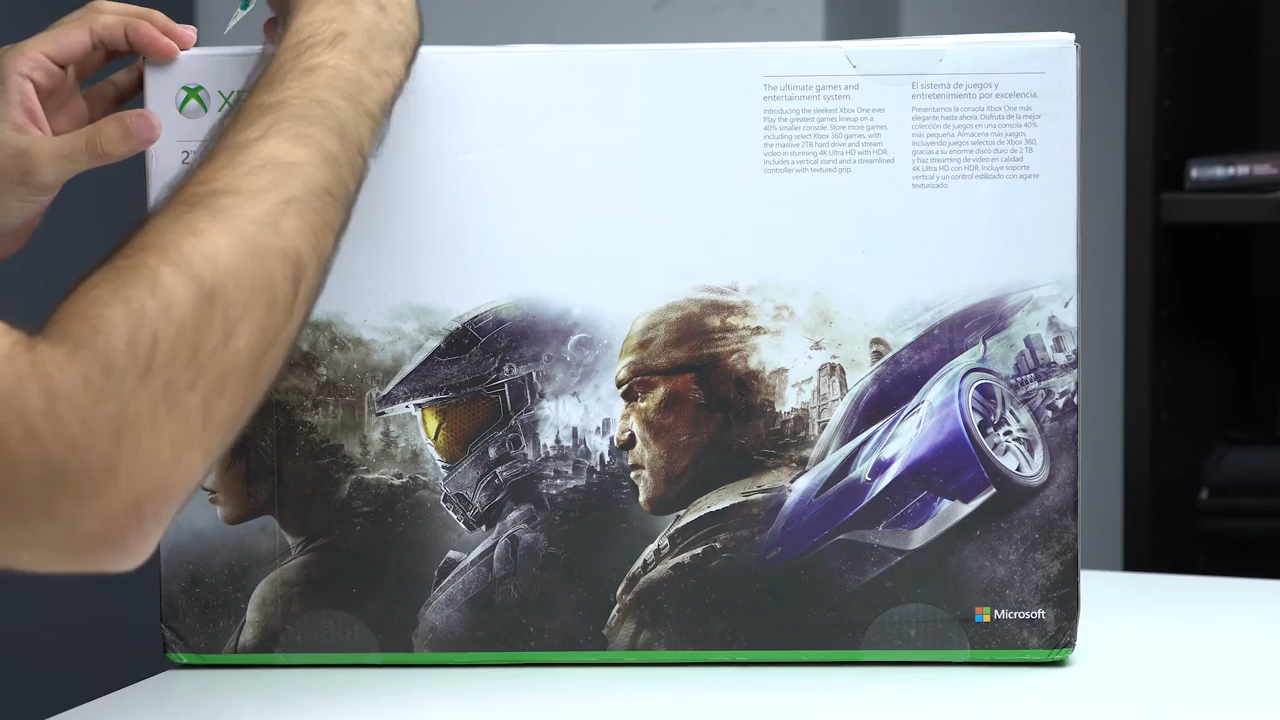 The ultimate games and
entertainment system.
Introducing the sleekest Xbox One ever.
Play the greatest games lineup on a
40% smaller console. Store more games,
including select Xbox 360 games, with
the massive 2TB hard drive and stream
video in stunning 4K Ultra HD with HDR.
Includes a vertical stand and a streamlined
controller with textured grip.
El sistema de juegos y
entretenimiento por excelencia.
Presentamos la consola Xbox One más
elegante hasta ahora. Disfruta de la mejor
colección de juegos en una consola 40%
más pequeña. Almacena más juegos,
incluyendo juegos selectos de Xbox 360,
gracias a su enorme disco duro de 2 TB
y haz streaming de video en calidad
4K Ultra HD con HDR. Incluye soporte
vertical y un control estilizado con agarre
texturizado.
Microsoft